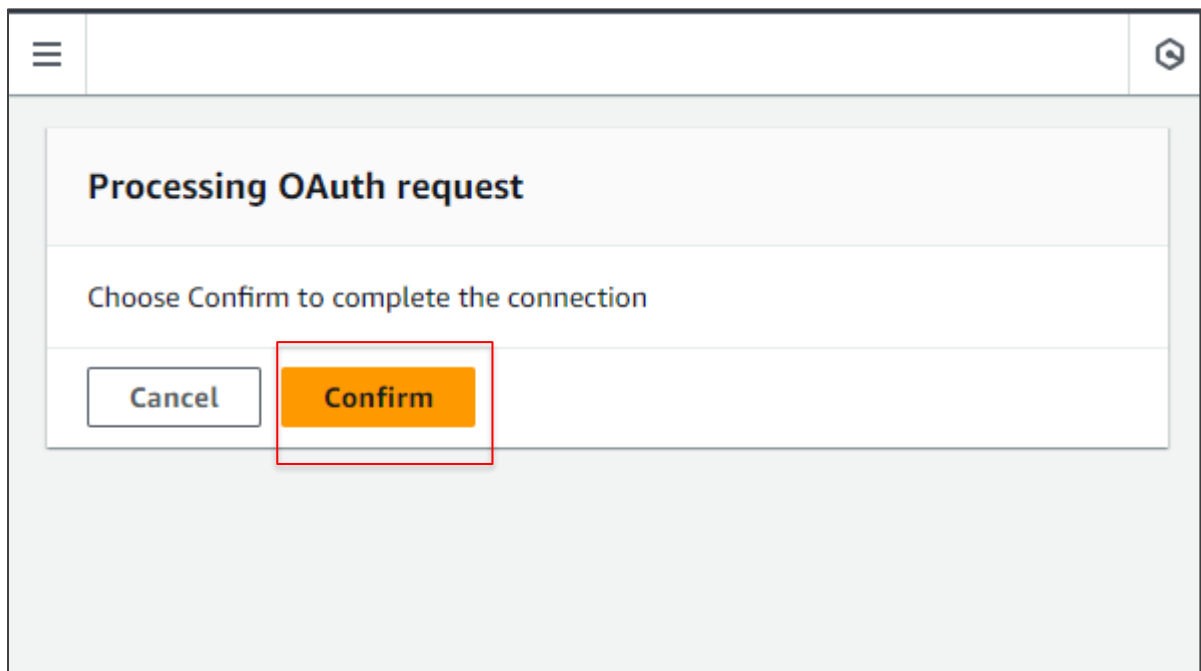 Processing OAuth request
Choose Confirm to complete the connection
Cancel
Confirm